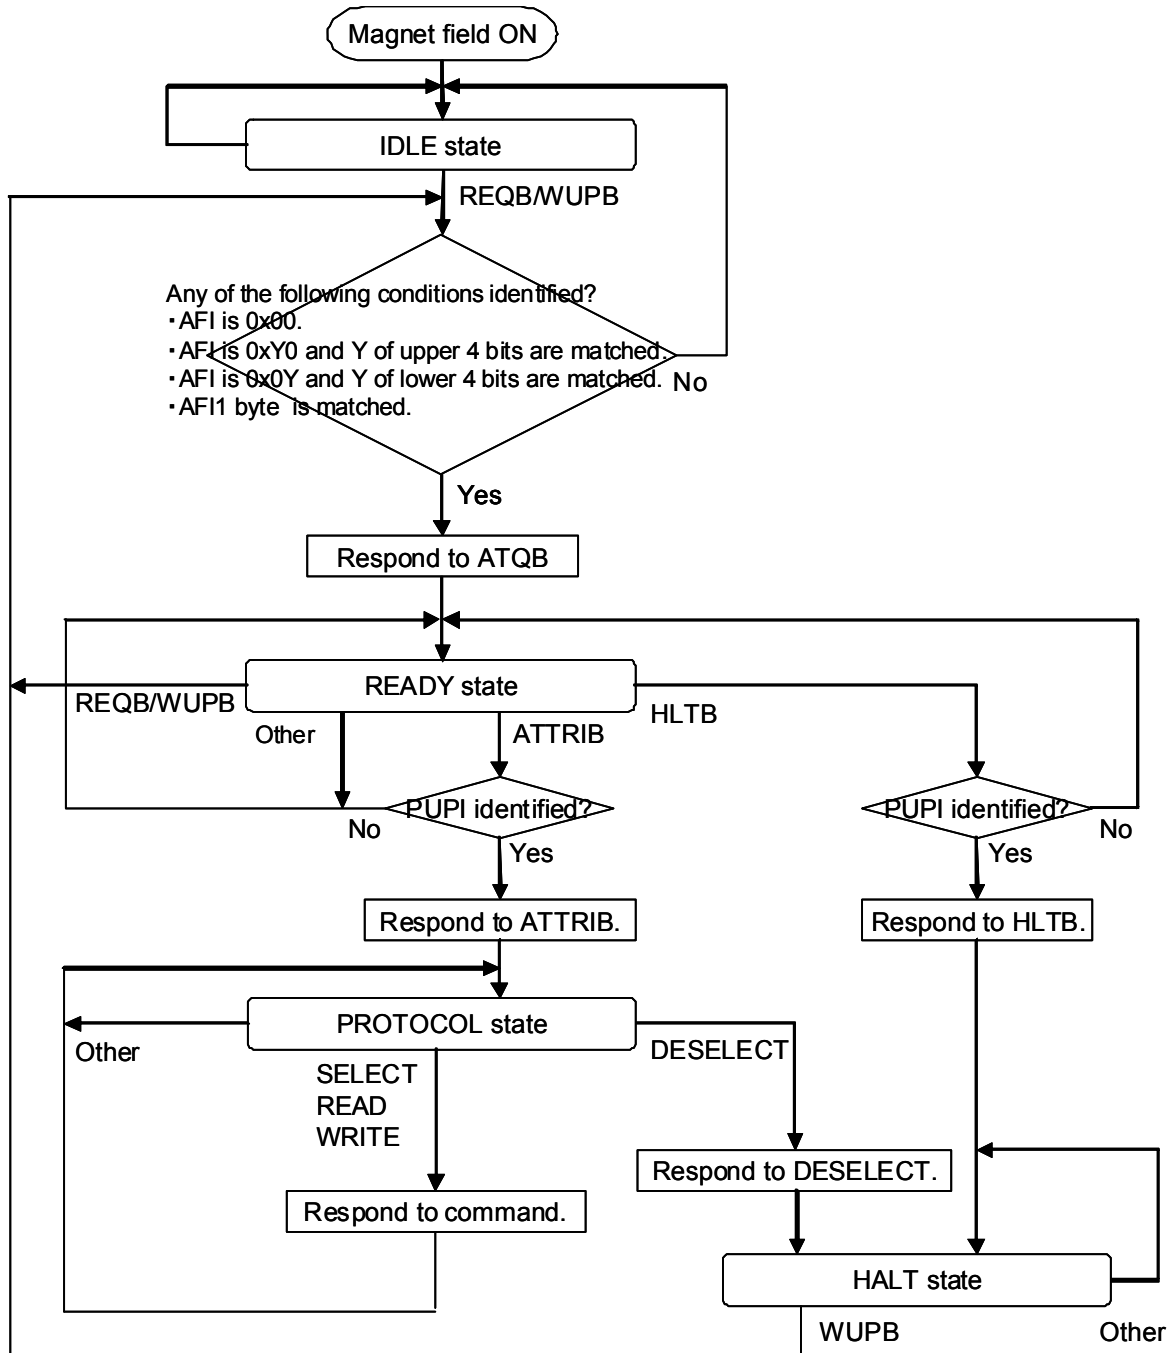 Magnet field ON
IDLE state
REQB/WUPB
Any of the following conditions identified?
・AFI is 0x00.
・AFI is 0xY0 and Y of upper 4 bits are matched.
・AFI is 0x0Y and Y of lower 4 bits are matched.
No
・AFI1 byte is matched.
Yes
Respond to ATQB
READY state
REQB/WUPB
HLTB
Other
ATTRIB
PUPI identified?
PUPI identified?
No
No
Yes
Yes
Respond to ATTRIB.
Respond to HLTB.
PROTOCOL state
Other
DESELECT
SELECT
READ
WRITE
Respond to DESELECT.
Respond to command.
HALT state
WUPB
Other